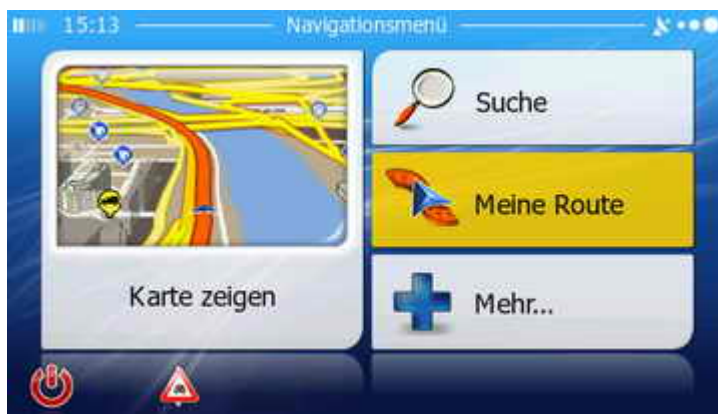 15:13 Navigationsmenü
Suche
Meine Route
Karte zeigen
Mehr...